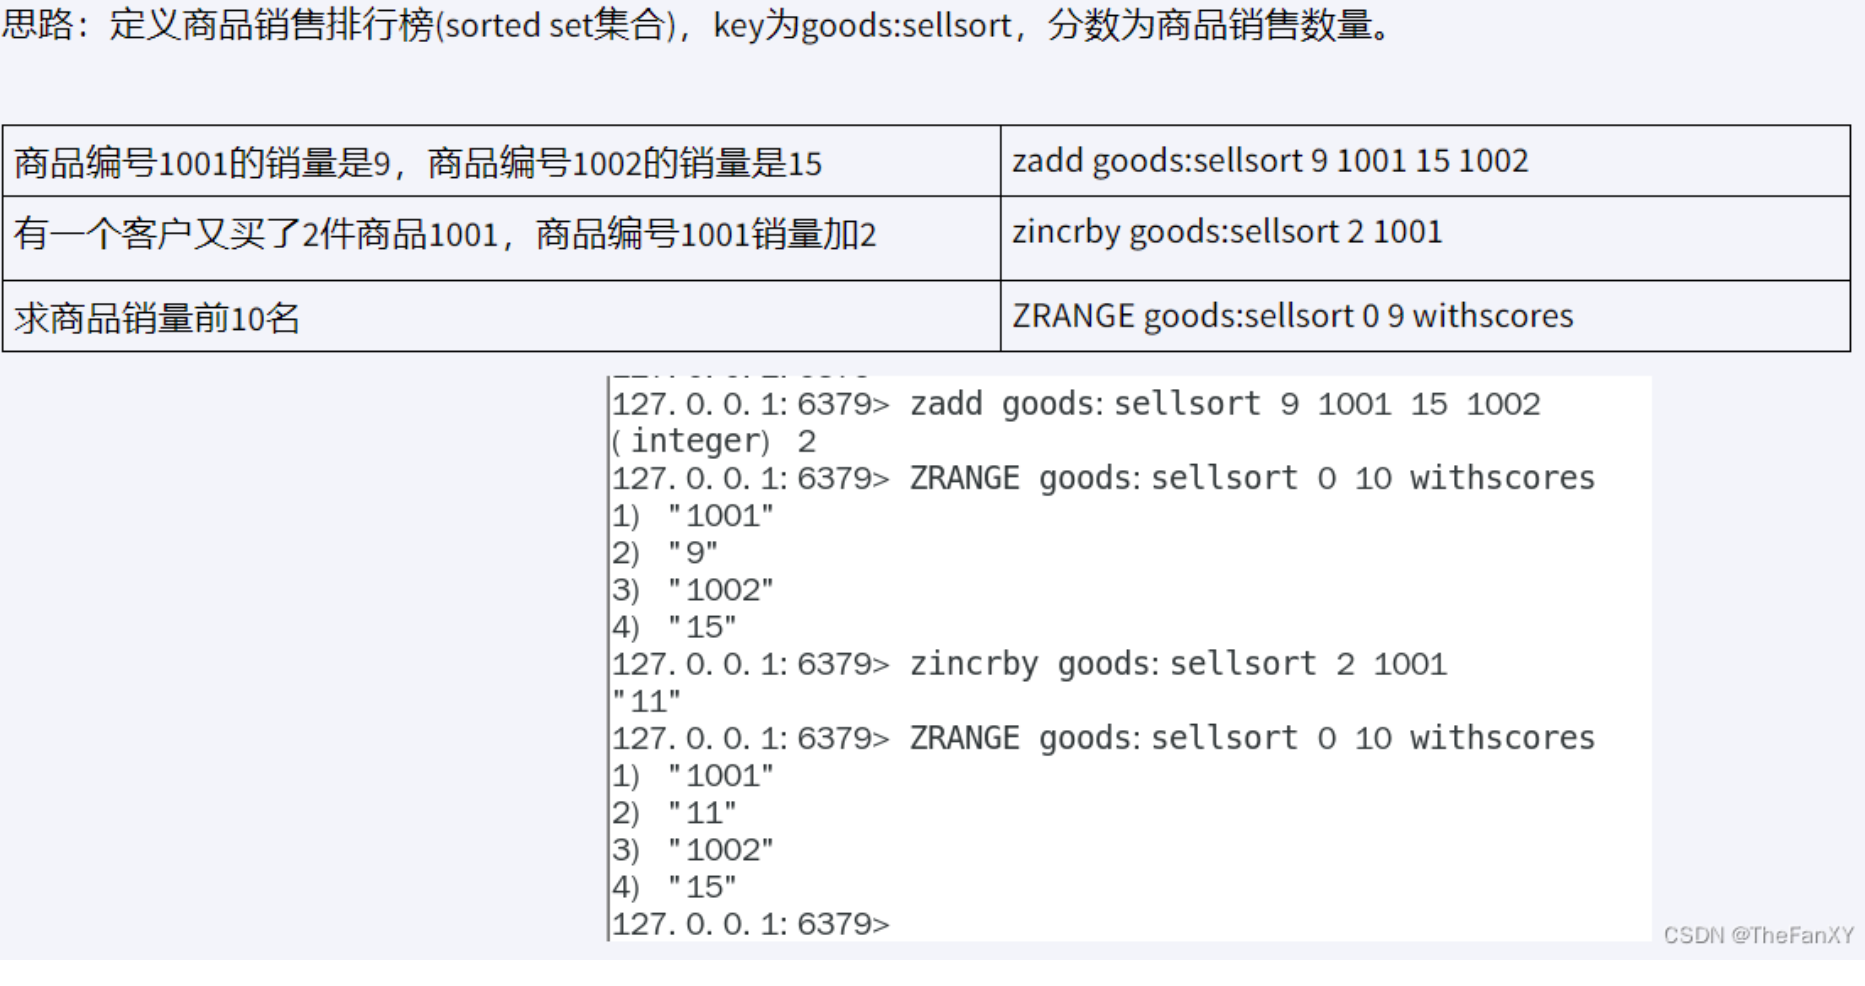 思路：定义商品销售排行榜(sorted set集合)，key为goods:sellsort，分数为商品销售数量。
商品编号1001的销量是9，商品编号1002的销量是15
zadd goods:sellsort 9 1001 15 1002
有一个客户又买了2件商品1001，商品编号1001销量加2
zincrby goods:sellsort 2 1001
求商品销量前10名
ZRANGE goods:sellsort 0 9 withscores
127.0.0.1:6379> zadd goods:sellsort 9 1001 15 1002
(integer) 2
127.0.0.1:6379> ZRANGE goods:sellsort 0 10 withscores
1) "1001"
2) "9"
3) "1002"
4) "15"
127.0.0.1:6379> zincrby goods:sellsort 2 1001
"11"
127.0.0.1:6379> ZRANGE goods:sellsort 0 10 withscores
1) "1001"
2) "11"
3) "1002"
4) "15"
127.0.0.1:6379>
CSDN @TheFanXY